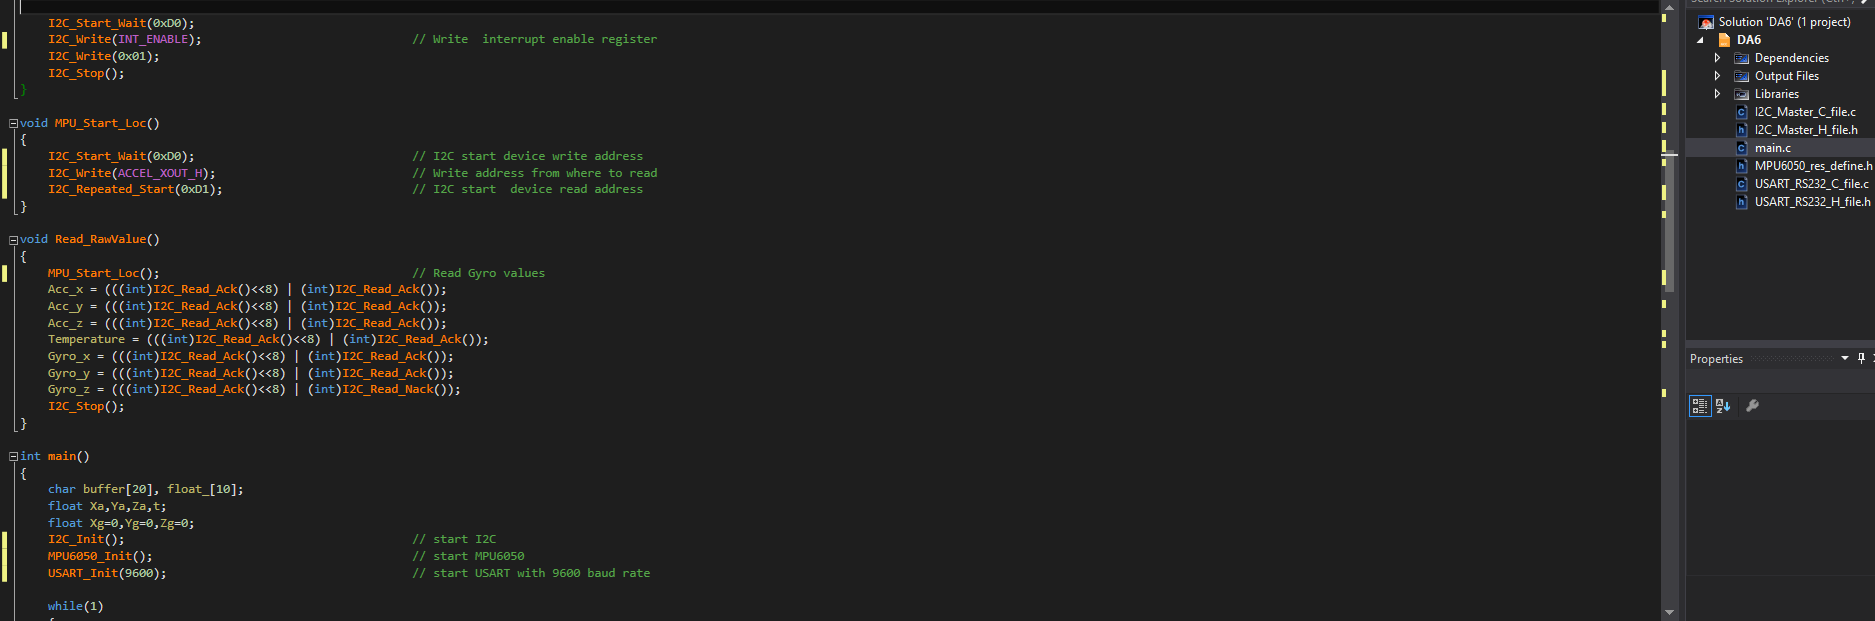 I2C_Start_Wait(0xD0);
I2C_Write(INT_ENABLE); // Write  interrupt enable register
I2C_Write(0x01);
I2C_Stop();
}
void MPU_Start_Loc()
{
I2C_Start_Wait(0xD0); // I2C start device write address
I2C_Write(ACCEL_XOUT_H); // Write address from where to read
I2C_Repeated_Start(0xD1); // I2C start  device read address
}
void Read_RawValue()
{
MPU_Start_Loc(); // Read Gyro values
Acc_x = (((int)I2C_Read_Ack()<<8) | (int)I2C_Read_Ack());
Acc_y = (((int)I2C_Read_Ack()<<8) | (int)I2C_Read_Ack());
Acc_z = (((int)I2C_Read_Ack()<<8) | (int)I2C_Read_Ack());
Temperature = (((int)I2C_Read_Ack()<<8) | (int)I2C_Read_Ack());
Gyro_x = (((int)I2C_Read_Ack()<<8) | (int)I2C_Read_Ack());
Gyro_y = (((int)I2C_Read_Ack()<<8) | (int)I2C_Read_Ack());
Gyro_z = (((int)I2C_Read_Ack()<<8) | (int)I2C_Read_Nack());
I2C_Stop();
}
int main()
{
char buffer[20], float_[10];
float Xa,Ya,Za,t;
float Xg=0,Yg=0,Zg=0;
I2C_Init(); // start I2C
MPU6050_Init(); // start MPU6050
USART_Init(9600); // start USART with 9600 baud rate
while(1)
Search Solution Explorer (Ctrl+
Solution 'DA6' (1 project)
DA6
Dependencies
Output Files
Libraries
I2C_Master_C_file.c
I2C_Master_H_file.h
main.c
MPU6050_res_define.h
USART_RS232_C_file.c
USART_RS232_H_file.h
Properties